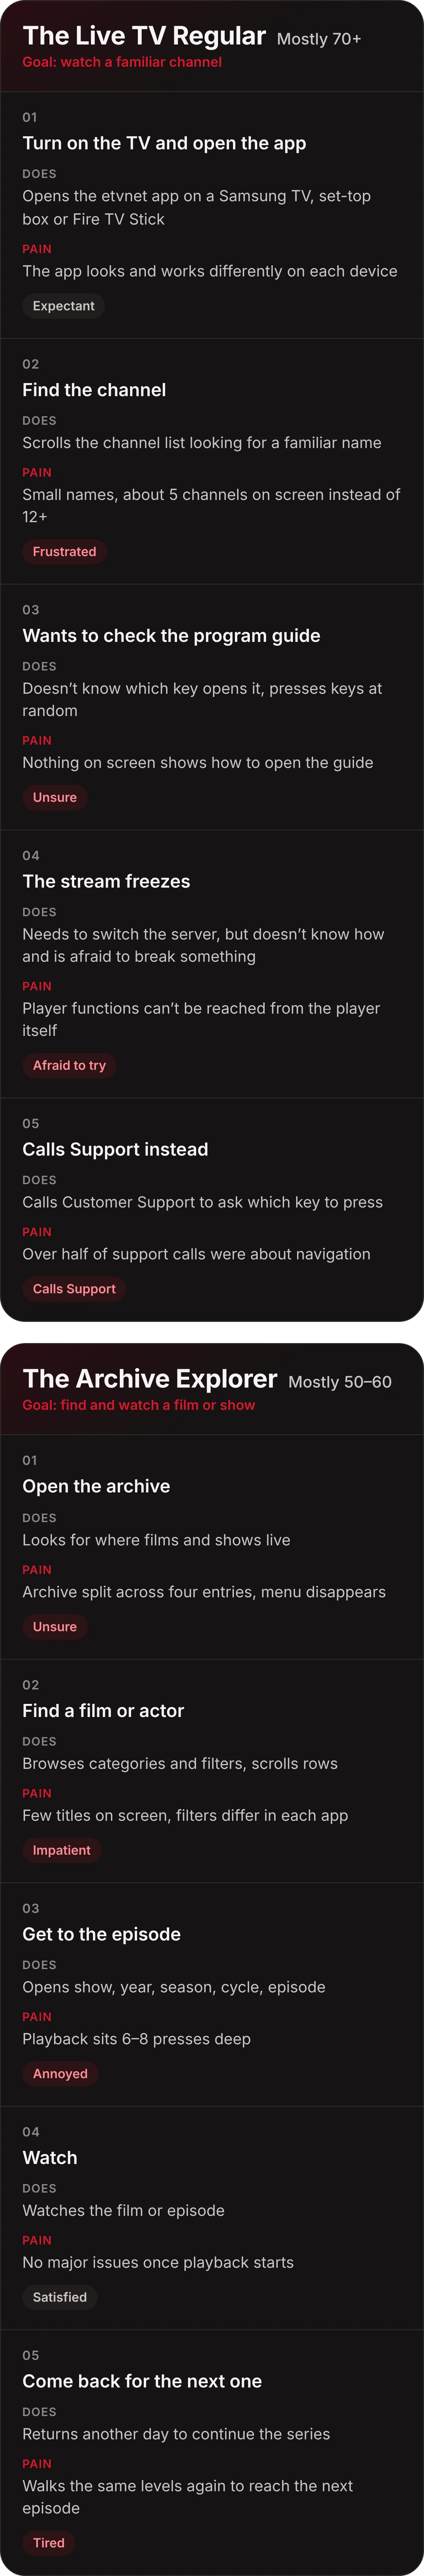 The Live TV Regular Mostly 70+
Goal: watch a familiar channel
01
Turn on the TV and open the app
DOES
Opens the etvnet app on a Samsung TV, set-top
box or Fire TV Stick
PAIN
The app looks and works differently on each device
Expectant
02
Find the channel
DOES
Scrolls the channel list looking for a familiar name
PAIN
Small names, about 5 channels on screen instead of
12+
Frustrated
03
Wants to check the program guide
DOES
Doesn’t know which key opens it, presses keys at
random
PAIN
Nothing on screen shows how to open the guide
Unsure
04
The stream freezes
DOES
Needs to switch the server, but doesn’t know how
and is afraid to break something
PAIN
Player functions can’t be reached from the player
itself
Afraid to try
05
Calls Support instead
DOES
Calls Customer Support to ask which key to press
PAIN
Over half of support calls were about navigation
Calls Support
The Archive Explorer Mostly 50–60
Goal: find and watch a film or show
01
Open the archive
DOES
Looks for where films and shows live
PAIN
Archive split across four entries, menu disappears
Unsure
02
Find a film or actor
DOES
Browses categories and filters, scrolls rows
PAIN
Few titles on screen, filters differ in each app
Impatient
03
Get to the episode
DOES
Opens show, year, season, cycle, episode
PAIN
Playback sits 6–8 presses deep
Annoyed
04
Watch
DOES
Watches the film or episode
PAIN
No major issues once playback starts
Satisfied
05
Come back for the next one
DOES
Returns another day to continue the series
PAIN
Walks the same levels again to reach the next
episode
Tired